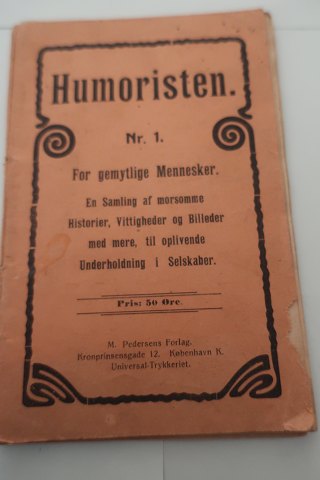 Humoristen.
Nr. 1.
For gemytlige Mennesker.
En Samling af morsomme
Historier, Vittigheder og Billeder
med mere, til oplivende
Underholdning i Selskaber.
Pris: 50 Øre.
M. Pedersens Forlag.
Kronprinsensgade 12. København K.
Universal-Trykkeriet.